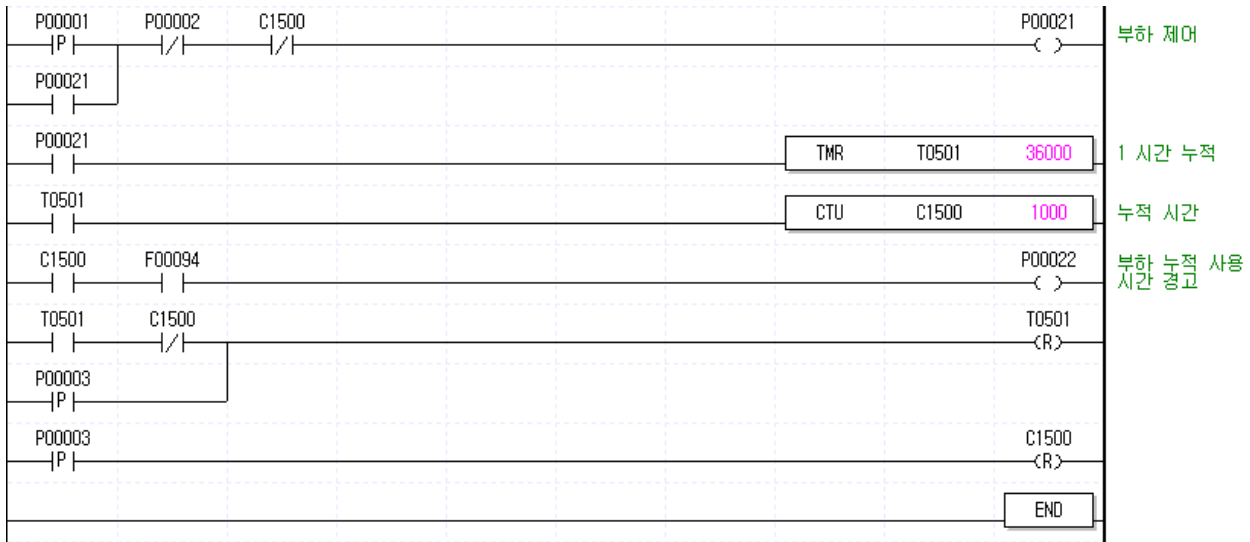 P00001 P00002 C1500 P00021 부하 제어
P
P00021
P00021
TMR T0501 36000 1 시간 누적
T0501
CTU C1500 1000 누적 시간
C1500 F00094 P00022 부하 누적 사용
시간 경고
T0501 C1500 T0501
R
P00003
P
P00003 C1500
P R
END